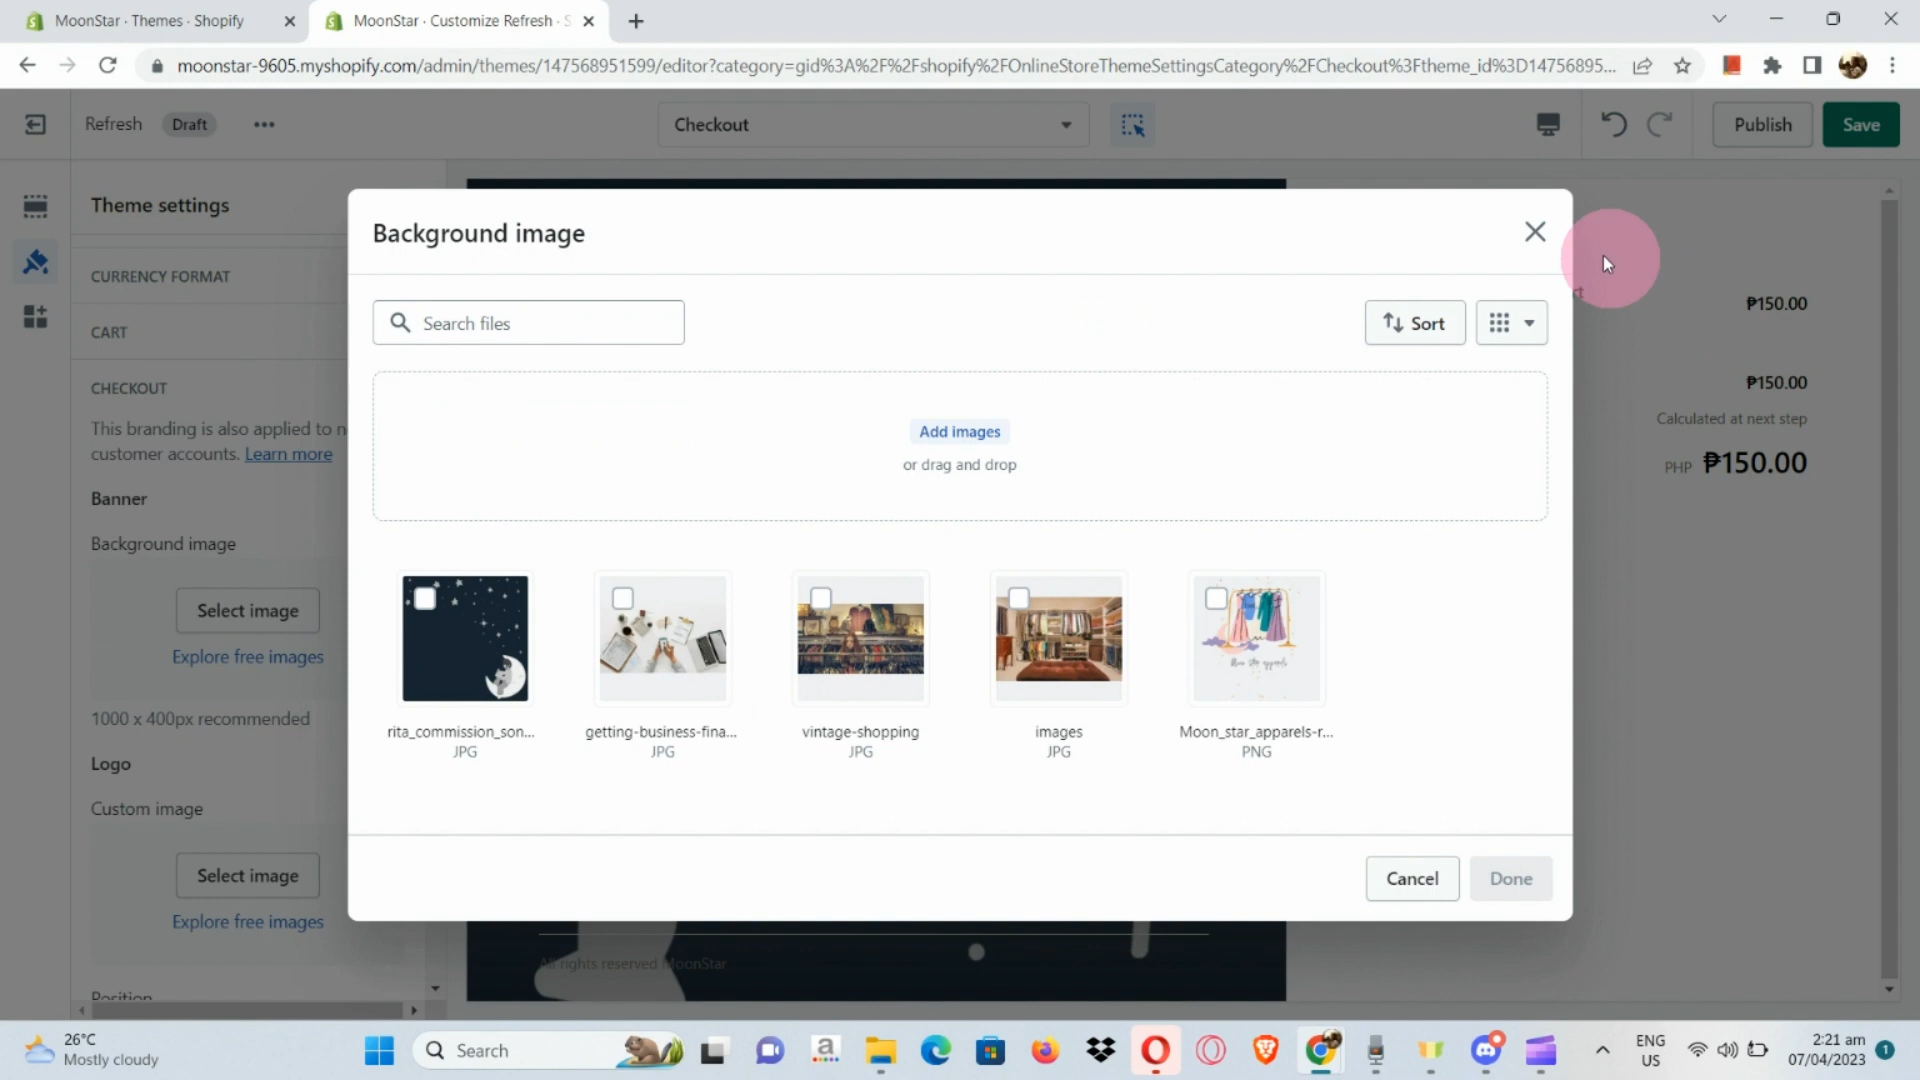 MoonStar · Themes · Shopify
MoonStar · Customize Refresh · S
moonstar-9605.myshopify.com/admin/themes/147568951599/editor?category=gid%3A%2F%2Fshopify%2FOnlineStoreThemeSettingsCategory%2FCheckout%3Ftheme_id%3D14756895...
Refresh
Draft
Checkout
Publish
Save
Theme settings
CURRENCY FORMAT
CART
CHECKOUT
This branding is also applied to n
customer accounts. Learn more
Banner
Background image
Select image
Explore free images
1000 x 400px recommended
Logo
Custom image
Select image
Explore free images
Position
Background image
Search files
Sort
Add images
or drag and drop
rita_commission_son...
JPG
getting-business-fina...
JPG
vintage-shopping
JPG
images
JPG
Moon star apparels
Moon_star_apparels-r...
PNG
Cancel
Done
₱150.00
₱150.00
Calculated at next step
PHP ₱150.00
All rights reserved MoonStar
26°C
Mostly cloudy
Search
ENG
US
2:21 am
07/04/2023
1